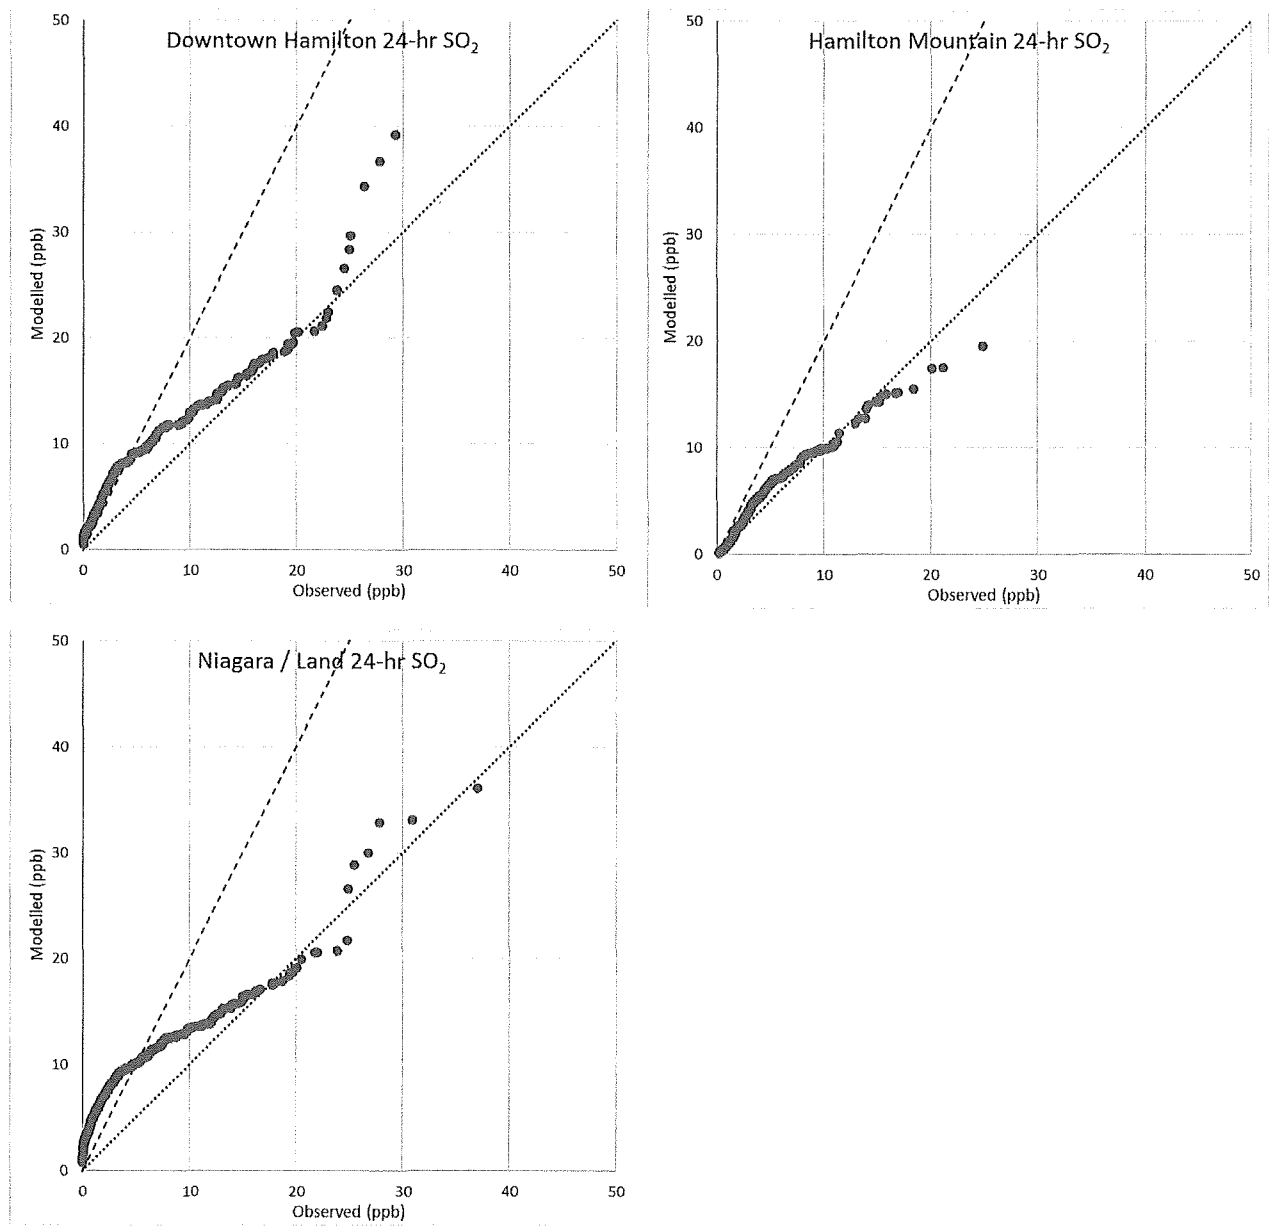 Downtown Hamilton 24-hr SO2
50
40
30
20
10
0
Modelled (ppb)
0 10 20 30 40 50
Observed (ppb)
Hamilton Mountain 24-hr SO2
50
40
30
20
10
0
Modelled (ppb)
0 10 20 30 40 50
Observed (ppb)
Niagara / Land 24-hr SO2
50
40
30
20
10
0
Modelled (ppb)
0 10 20 30 40 50
Observed (ppb)